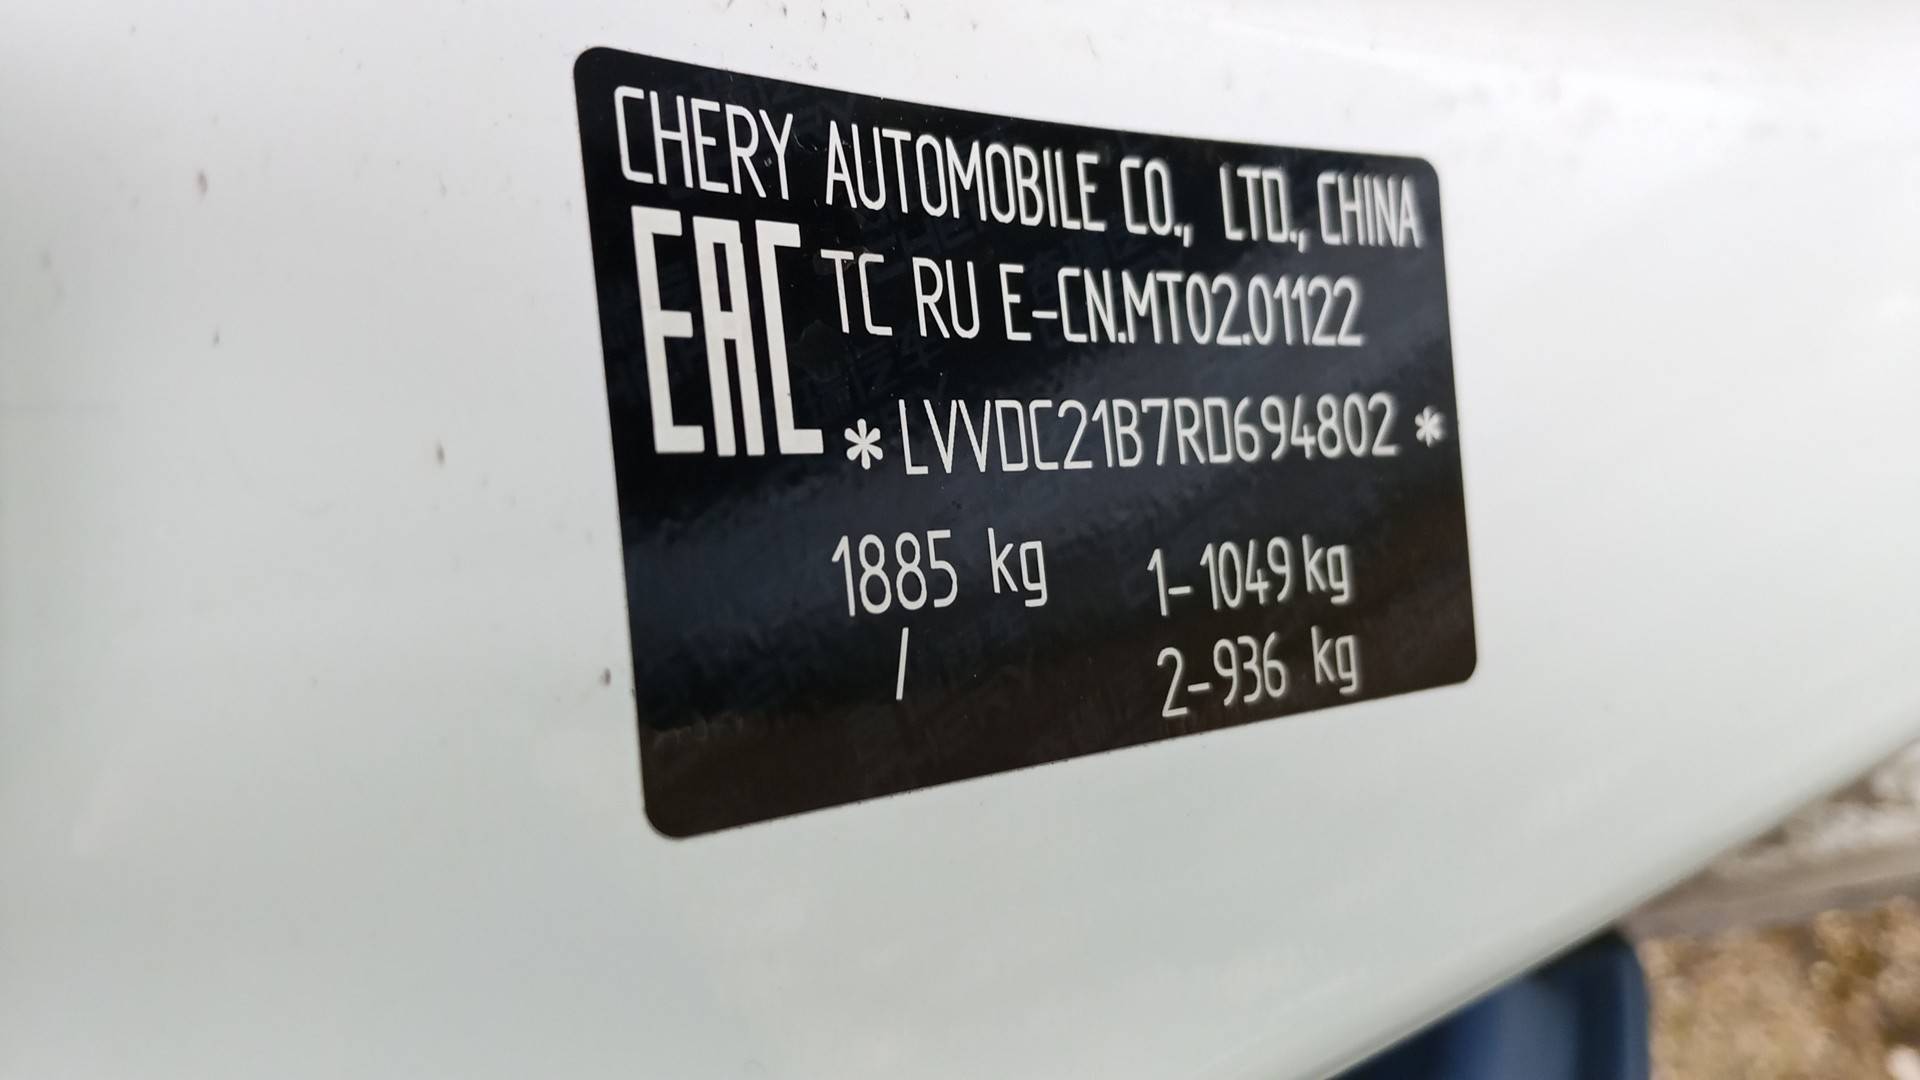 CHERY AUTOMOBILE CO., LTD., CHINA
EAC TC RU E-CN.MT02.01122
*LVVDC21B7RD694802*
1885 kg 1-1049 kg
/ 2-936 kg